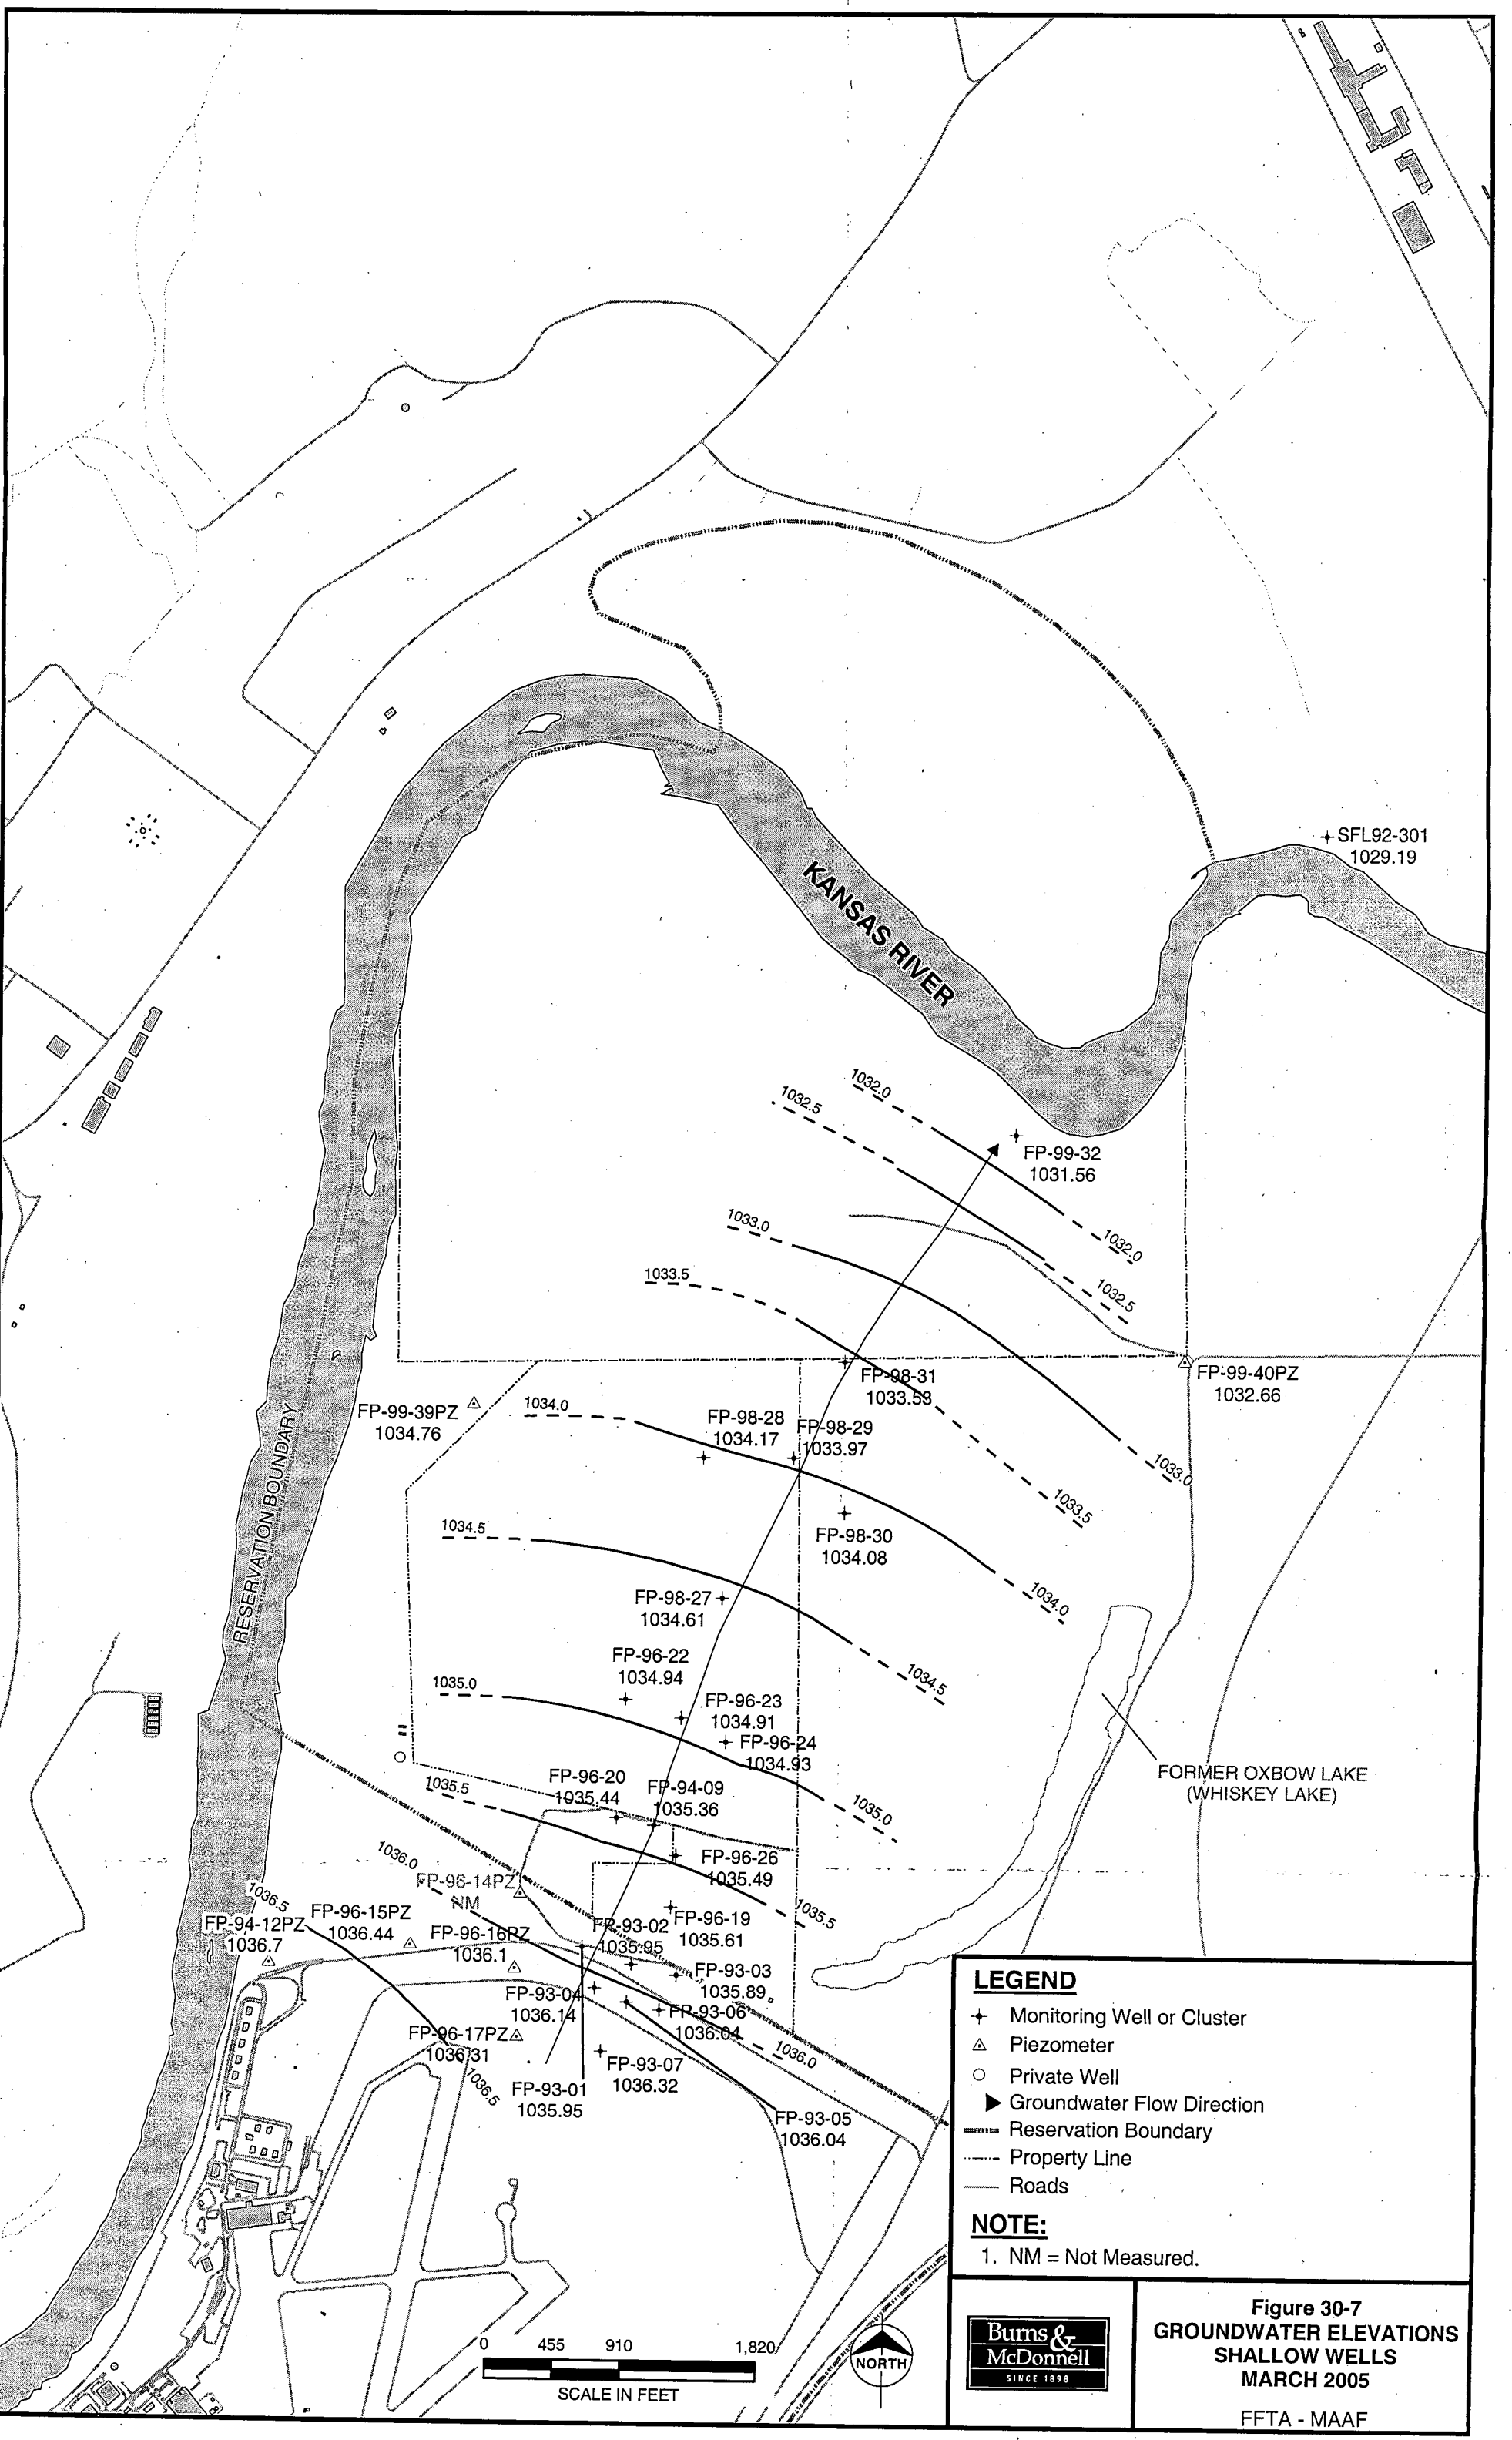 SFL92-301
1029.19
KANSAS RIVER
1032.0
1032.5
FP-99-32
1031.56
1033.0
1032.0
1033.5
1032.5
FP-98-31
1033.53
FP-99-40PZ
1032.66
FP-99-39PZ
1034.76
1034.0
FP-98-28
1034.17
FP-98-29
1033.97
1033.0
1033.5
RESERVATION BOUNDARY
1034.5
FP-98-30
1034.08
FP-98-27
1034.61
1034.0
FP-96-22
1034.94
1034.5
1035.0
FP-96-23
1034.91
FP-96-24
1034.93
FORMER OXBOW LAKE
(WHISKEY LAKE)
1035.5
FP-96-20
1035.44
FP-94-09
1035.36
1035.0
1036.0
FP-96-26
1035.49
FP-96-14PZ
NM
1036.5
FP-96-15PZ
1036.44
FP-94-12PZ
1036.7
FP-96-16PZ
1036.1
FP-93-02
1035.95
FP-96-19
1035.61
1035.5
FP-93-03
1035.89
FP-93-04
1036.14
FP-93-06
1036.04
FP-96-17PZ
1036.31
1036.0
1036.5
FP-93-07
1036.32
FP-93-01
1035.95
FP-93-05
1036.04
LEGEND
Monitoring Well or Cluster
Piezometer
Private Well
Groundwater Flow Direction
Reservation Boundary
Property Line
Roads
NOTE:
1. NM = Not Measured.
0 455 910 1,820
SCALE IN FEET
NORTH
Burns &
McDonnell
SINCE 1898
Figure 30-7
GROUNDWATER ELEVATIONS
SHALLOW WELLS
MARCH 2005
FFTA - MAAF